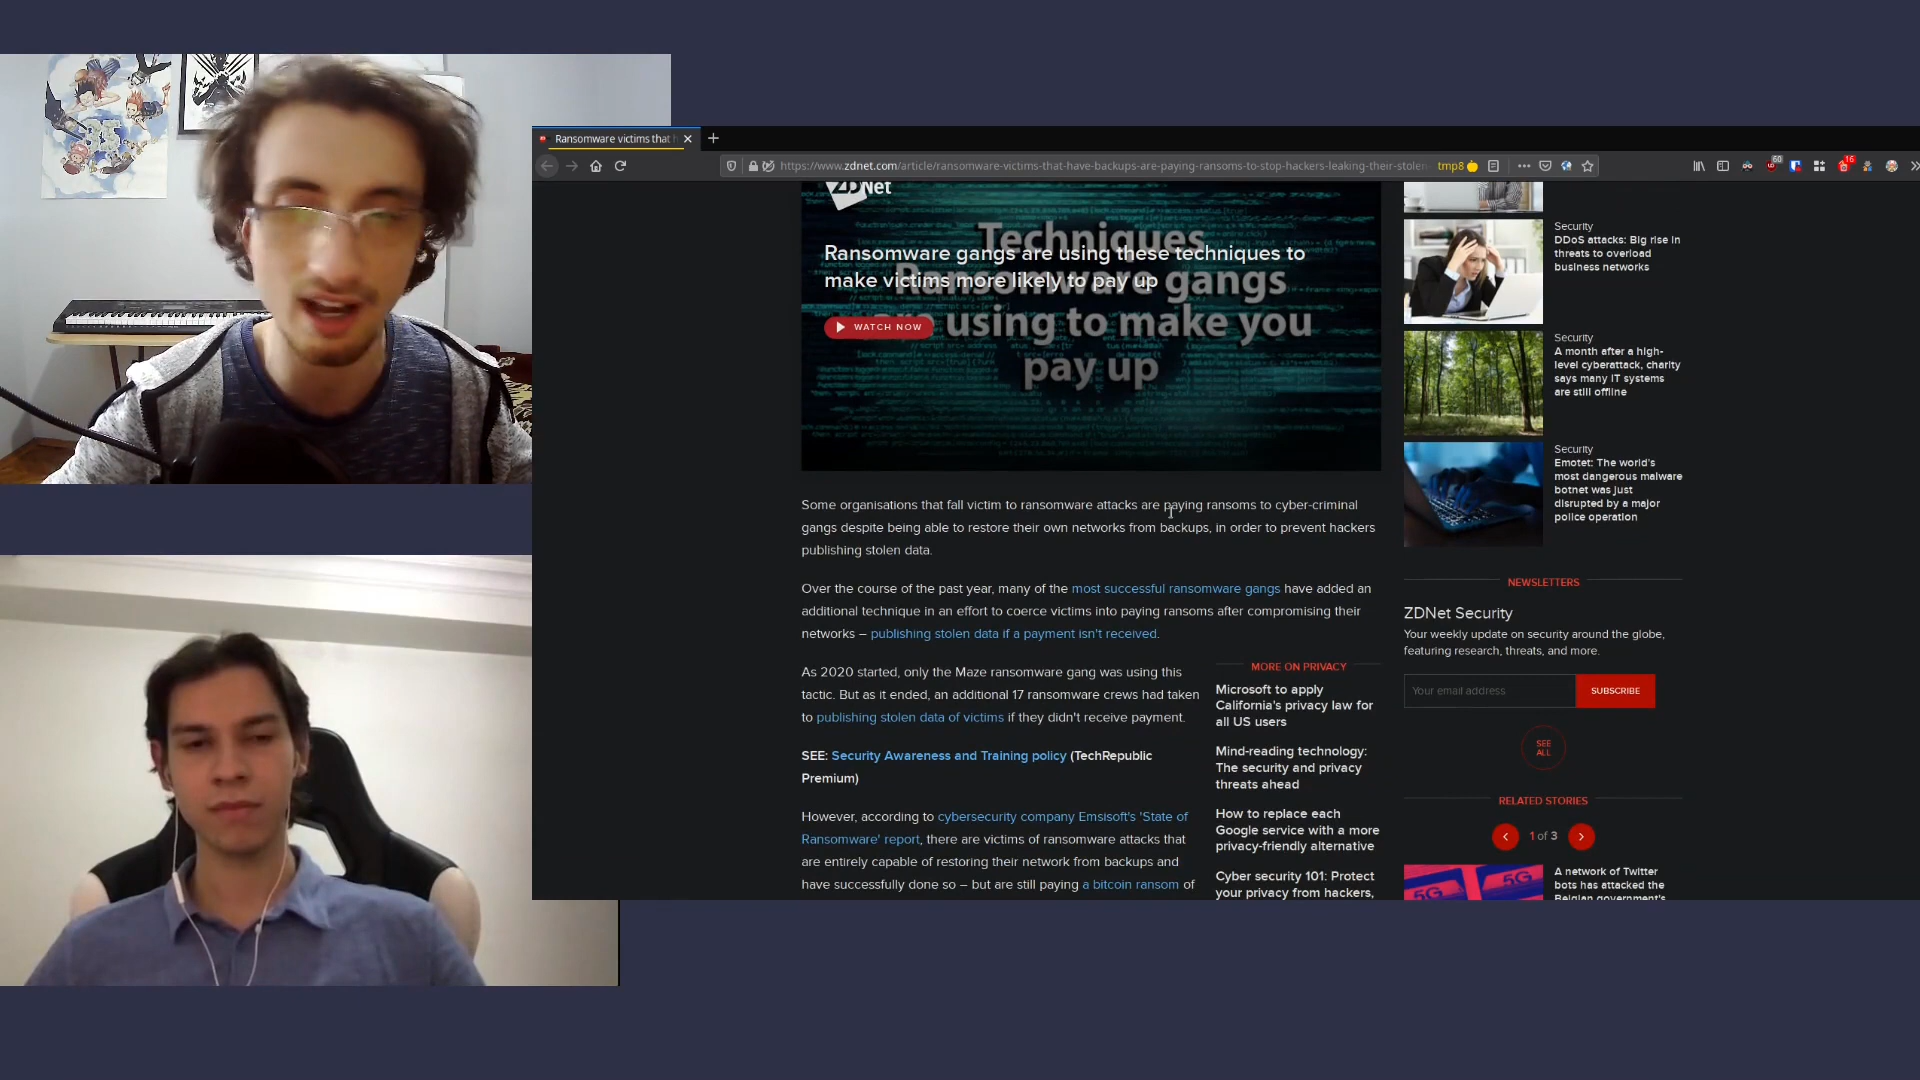 Ransomware victims that h
https://www.zdnet.com/article/ransomware-victims-that-have-backups-are-paying-ransoms-to-stop-hackers-leaking-their-stolen-
tmp8
60
16
ZDNet
Techniques
Ransomware gangs
are using to make you
pay up
Ransomware gangs are using these techniques to
make victims more likely to pay up
WATCH NOW
Some organisations that fall victim to ransomware attacks are paying ransoms to cyber-criminal
gangs despite being able to restore their own networks from backups, in order to prevent hackers
publishing stolen data.
Over the course of the past year, many of the most successful ransomware gangs have added an
additional technique in an effort to coerce victims into paying ransoms after compromising their
networks – publishing stolen data if a payment isn't received.
As 2020 started, only the Maze ransomware gang was using this
tactic. But as it ended, an additional 17 ransomware crews had taken
to publishing stolen data of victims if they didn't receive payment.
SEE: Security Awareness and Training policy (TechRepublic
Premium)
However, according to cybersecurity company Emsisoft's 'State of
Ransomware' report, there are victims of ransomware attacks that
are entirely capable of restoring their network from backups and
have successfully done so – but are still paying a bitcoin ransom of
MORE ON PRIVACY
Microsoft to apply
California's privacy law for
all US users
Mind-reading technology:
The security and privacy
threats ahead
How to replace each
Google service with a more
privacy-friendly alternative
Cyber security 101: Protect
your privacy from hackers,
Security
DDoS attacks: Big rise in
threats to overload
business networks
Security
A month after a high-
level cyberattack, charity
says many IT systems
are still offline
Security
Emotet: The world's
most dangerous malware
botnet was just
disrupted by a major
police operation
NEWSLETTERS
ZDNet Security
Your weekly update on security around the globe,
featuring research, threats, and more.
Your email address
SUBSCRIBE
SEE
ALL
RELATED STORIES
1 of 3
5G
5G
A network of Twitter
bots has attacked the
Belgian government's